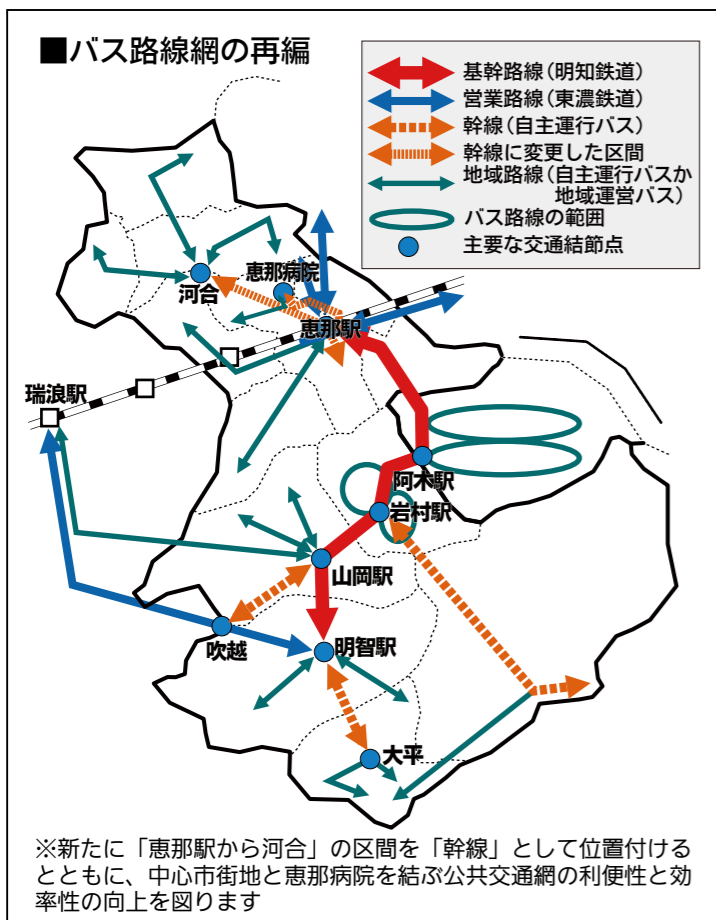 ■バス路線網の再編
基幹路線（明知鉄道）
営業路線（東濃鉄道）
幹線（自主運行バス）
幹線に変更した区間
地域路線（自主運行バスか
地域運営バス）
バス路線の範囲
主要な交通結節点
恵那病院
河合
恵那駅
瑞浪駅
阿木駅
岩村駅
山岡駅
吹越
明智駅
大平
※新たに「恵那駅から河合」の区間を「幹線」として位置付ける
とともに、中心市街地と恵那病院を結ぶ公共交通網の利便性と効
率性の向上を図ります